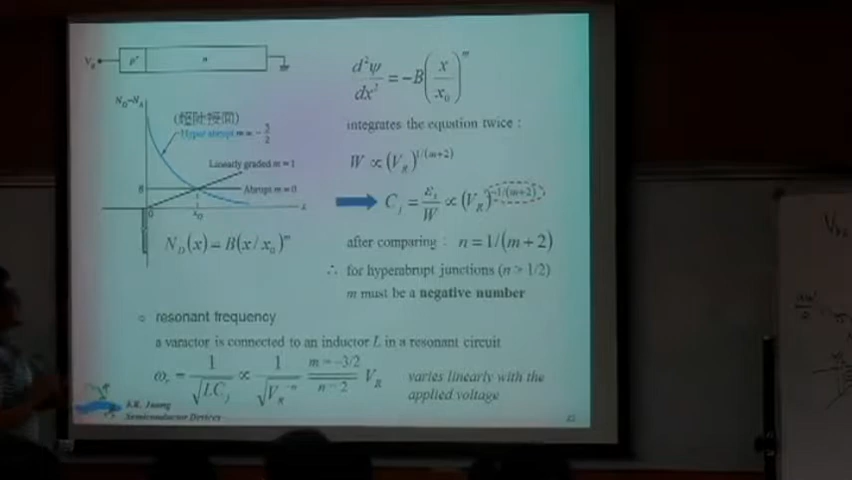 V_R
p⁺
n
N_D−N_A
(超陡接面)
Hyper abrupt m = −3/2
Linearly graded m = 1
B
Abrupt m = 0
0
x₀
x
N_D(x) = B(x/x₀)^m
d²ψ/dx² = −B(x/x₀)^m
integrates the equation twice :
W ∝ (V_R)^{1/(m+2)}
C_j = ε_s/W ∝ (V_R)^{−1/(m+2)}
after comparing : n = 1/(m + 2)
∴ for hyperabrupt junctions (n > 1/2)
m must be a negative number
○ resonant frequency
a varactor is connected to an inductor L in a resonant circuit
ω_r = 1/√(LC_j) ∝ 1/√(V_R^{−n}) m = −3/2 n = 2 V_R
varies linearly with the
applied voltage
Semiconductor Devices